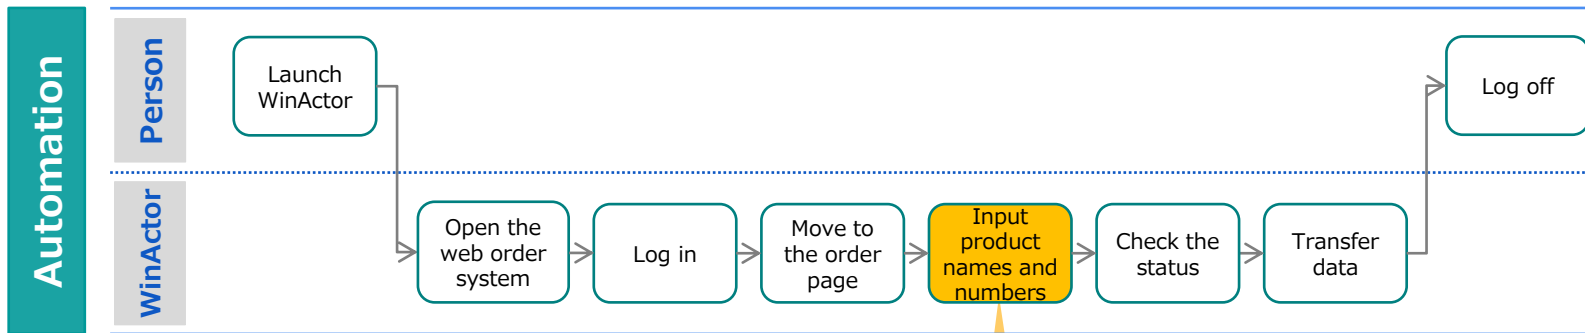 Automation
Person
Launch
WinActor
Log off
WinActor
Open the
web order
system
Log in
Move to
the order
page
Input
product
names and
numbers
Check the
status
Transfer
data